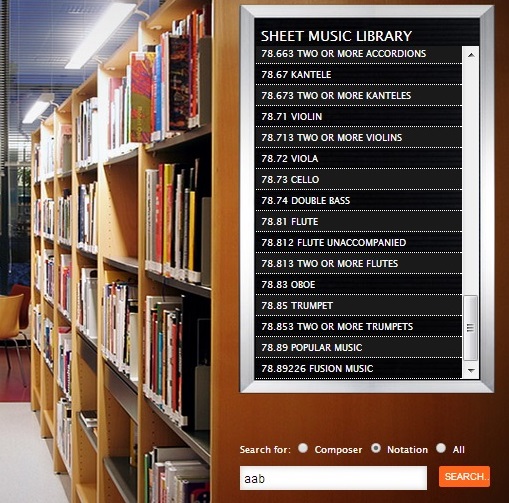 SHEET MUSIC LIBRARY
78.663 TWO OR MORE ACCORDIONS
78.67 KANTELE
78.673 TWO OR MORE KANTELES
78.71 VIOLIN
78.713 TWO OR MORE VIOLINS
78.72 VIOLA
78.73 CELLO
78.74 DOUBLE BASS
78.81 FLUTE
78.812 FLUTE UNACCOMPANIED
78.813 TWO OR MORE FLUTES
78.83 OBOE
78.85 TRUMPET
78.853 TWO OR MORE TRUMPETS
78.89 POPULAR MUSIC
78.89226 FUSION MUSIC
Search for: Composer Notation All
aab SEARCH.